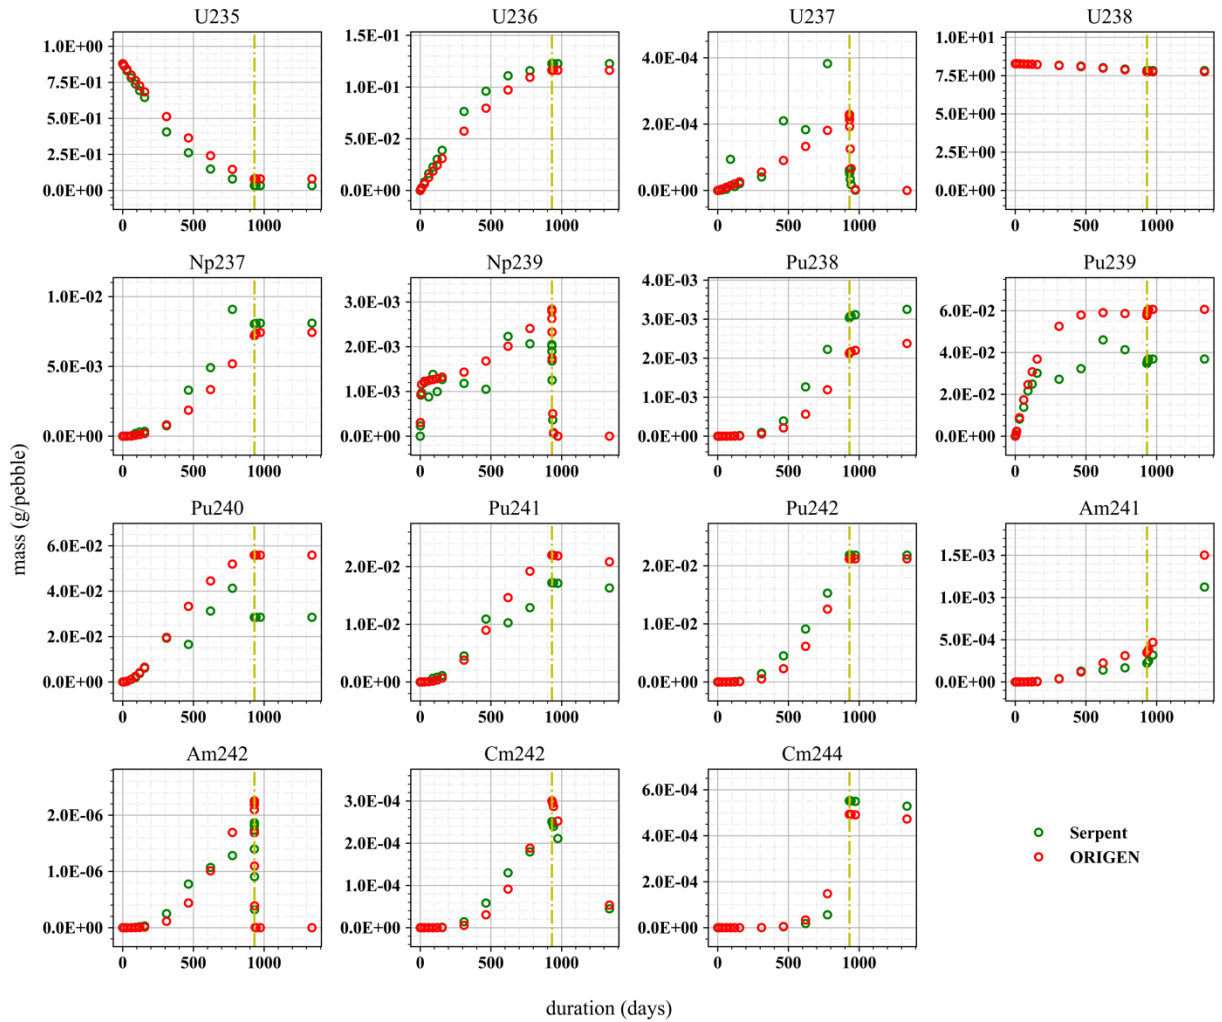 U235
U236
U237
U238
1.0E+00
7.5E-01
5.0E-01
2.5E-01
0.0E+00
0 500 1000
1.5E-01
1.0E-01
5.0E-02
0.0E+00
0 500 1000
4.0E-04
2.0E-04
0.0E+00
0 500 1000
1.0E+01
7.5E+00
5.0E+00
2.5E+00
0.0E+00
0 500 1000
Np237
Np239
Pu238
Pu239
1.0E-02
5.0E-03
0.0E+00
0 500 1000
3.0E-03
2.0E-03
1.0E-03
0.0E+00
0 500 1000
4.0E-03
3.0E-03
2.0E-03
1.0E-03
0.0E+00
0 500 1000
6.0E-02
4.0E-02
2.0E-02
0.0E+00
0 500 1000
mass (g/pebble)
Pu240
Pu241
Pu242
Am241
6.0E-02
4.0E-02
2.0E-02
0.0E+00
0 500 1000
2.0E-02
1.0E-02
0.0E+00
0 500 1000
2.0E-02
1.0E-02
0.0E+00
0 500 1000
1.5E-03
1.0E-03
5.0E-04
0.0E+00
0 500 1000
Am242
Cm242
Cm244
2.0E-06
1.0E-06
0.0E+00
0 500 1000
3.0E-04
2.0E-04
1.0E-04
0.0E+00
0 500 1000
6.0E-04
4.0E-04
2.0E-04
0.0E+00
0 500 1000
Serpent
ORIGEN
duration (days)